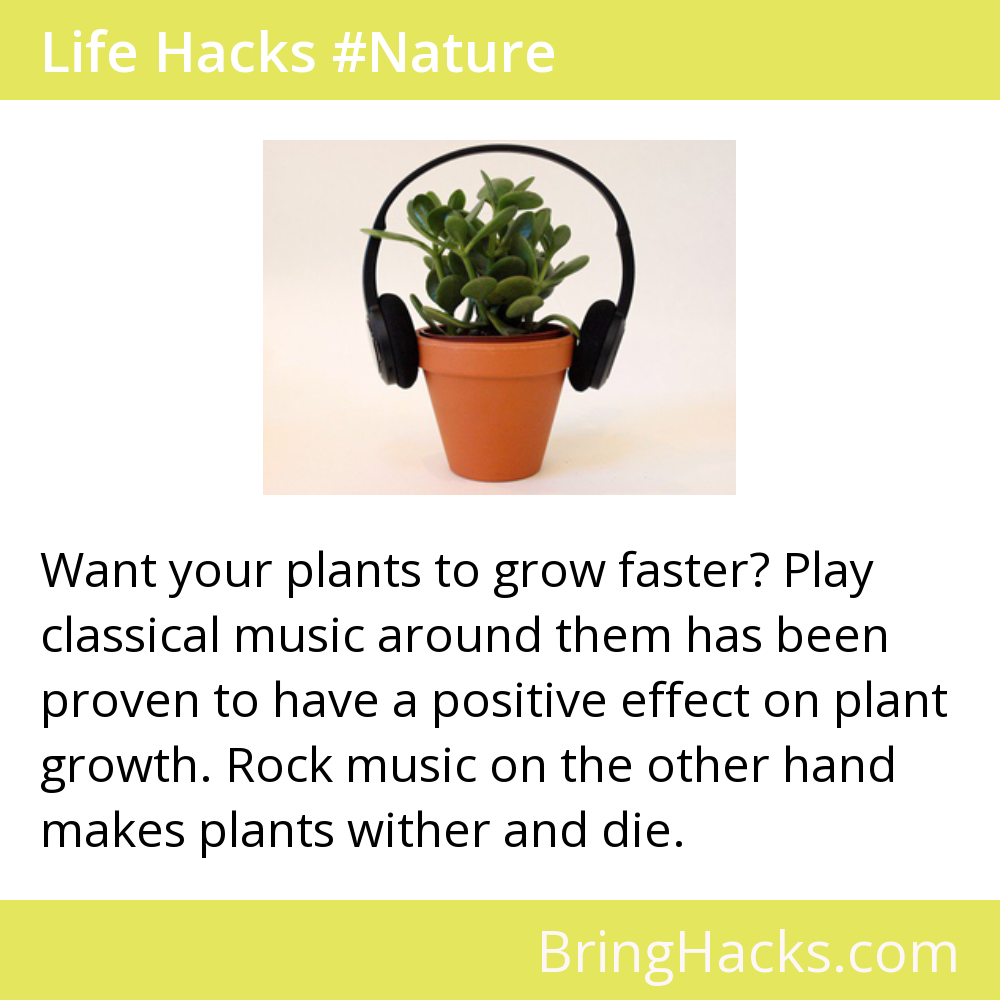 Life Hacks #Nature
Want your plants to grow faster? Play
classical music around them has been
proven to have a positive effect on plant
growth. Rock music on the other hand
makes plants wither and die.
BringHacks.com